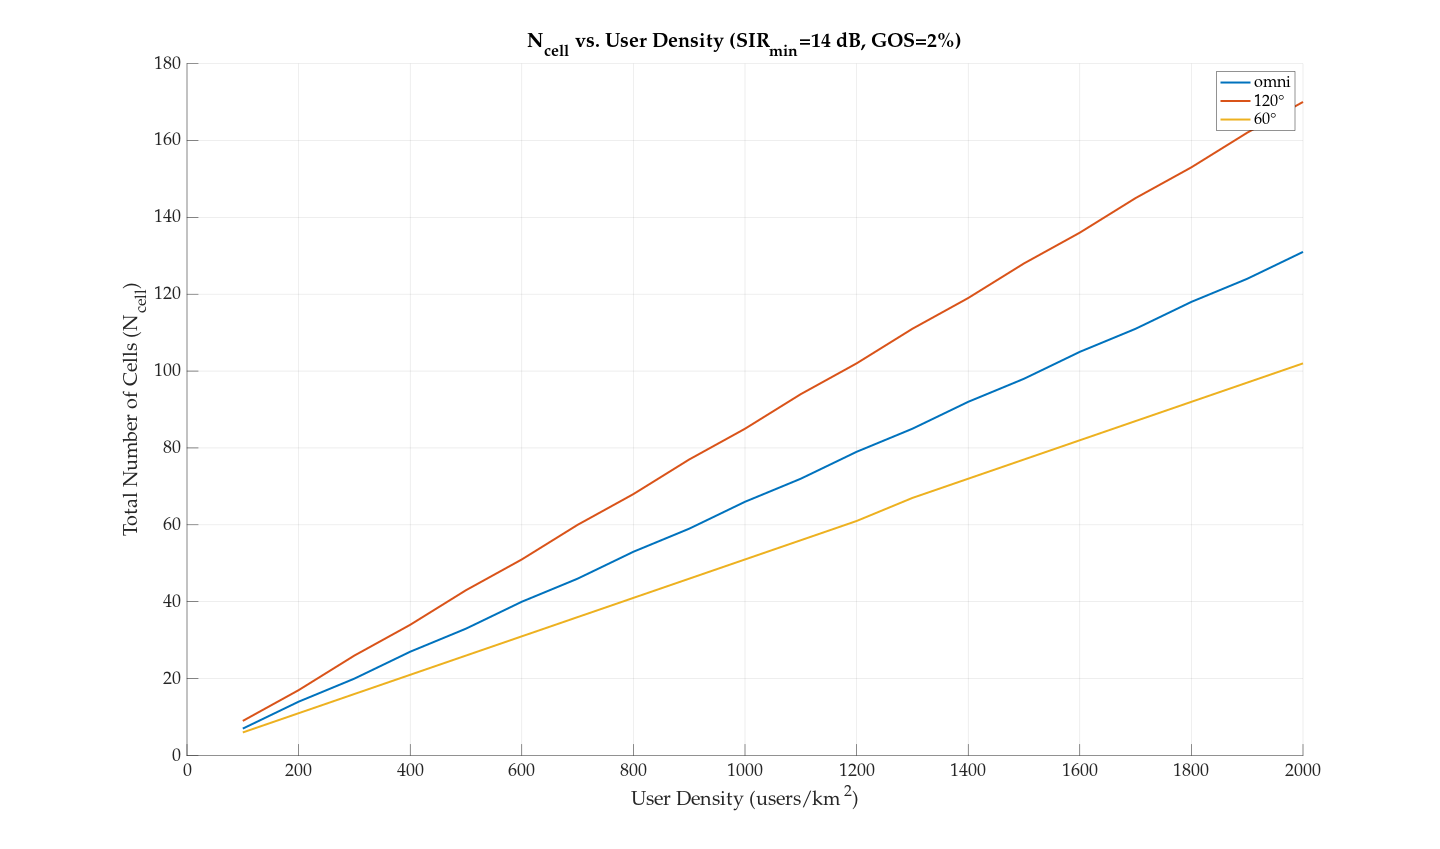 N_cell vs. User Density (SIR_min=14 dB, GOS=2%)
omni
120°
60°
Total Number of Cells (N_cell)
180
160
140
120
100
80
60
40
20
0
0 200 400 600 800 1000 1200 1400 1600 1800 2000
User Density (users/km²)